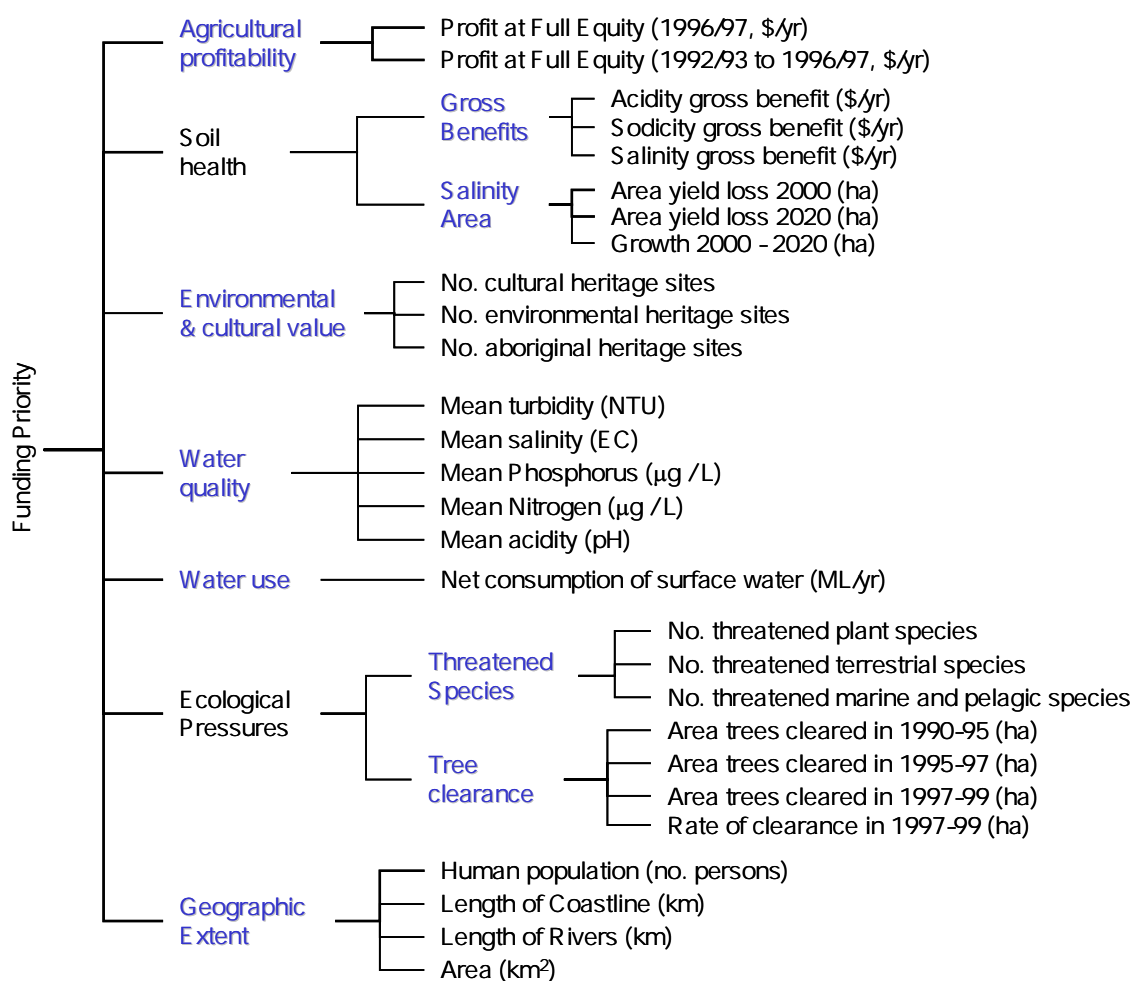 Funding Priority
Agricultural
profitability
Profit at Full Equity (1996/97, $/yr)
Profit at Full Equity (1992/93 to 1996/97, $/yr)
Soil
health
Gross
Benefits
Acidity gross benefit ($/yr)
Sodicity gross benefit ($/yr)
Salinity gross benefit ($/yr)
Salinity
Area
Area yield loss 2000 (ha)
Area yield loss 2020 (ha)
Growth 2000 - 2020 (ha)
Environmental
& cultural value
No. cultural heritage sites
No. environmental heritage sites
No. aboriginal heritage sites
Water
quality
Mean turbidity (NTU)
Mean salinity (EC)
Mean Phosphorus (μg /L)
Mean Nitrogen (μg /L)
Mean acidity (pH)
Water use
Net consumption of surface water (ML/yr)
Ecological
Pressures
Threatened
Species
No. threatened plant species
No. threatened terrestrial species
No. threatened marine and pelagic species
Tree
clearance
Area trees cleared in 1990-95 (ha)
Area trees cleared in 1995-97 (ha)
Area trees cleared in 1997-99 (ha)
Rate of clearance in 1997-99 (ha)
Geographic
Extent
Human population (no. persons)
Length of Coastline (km)
Length of Rivers (km)
Area (km²)